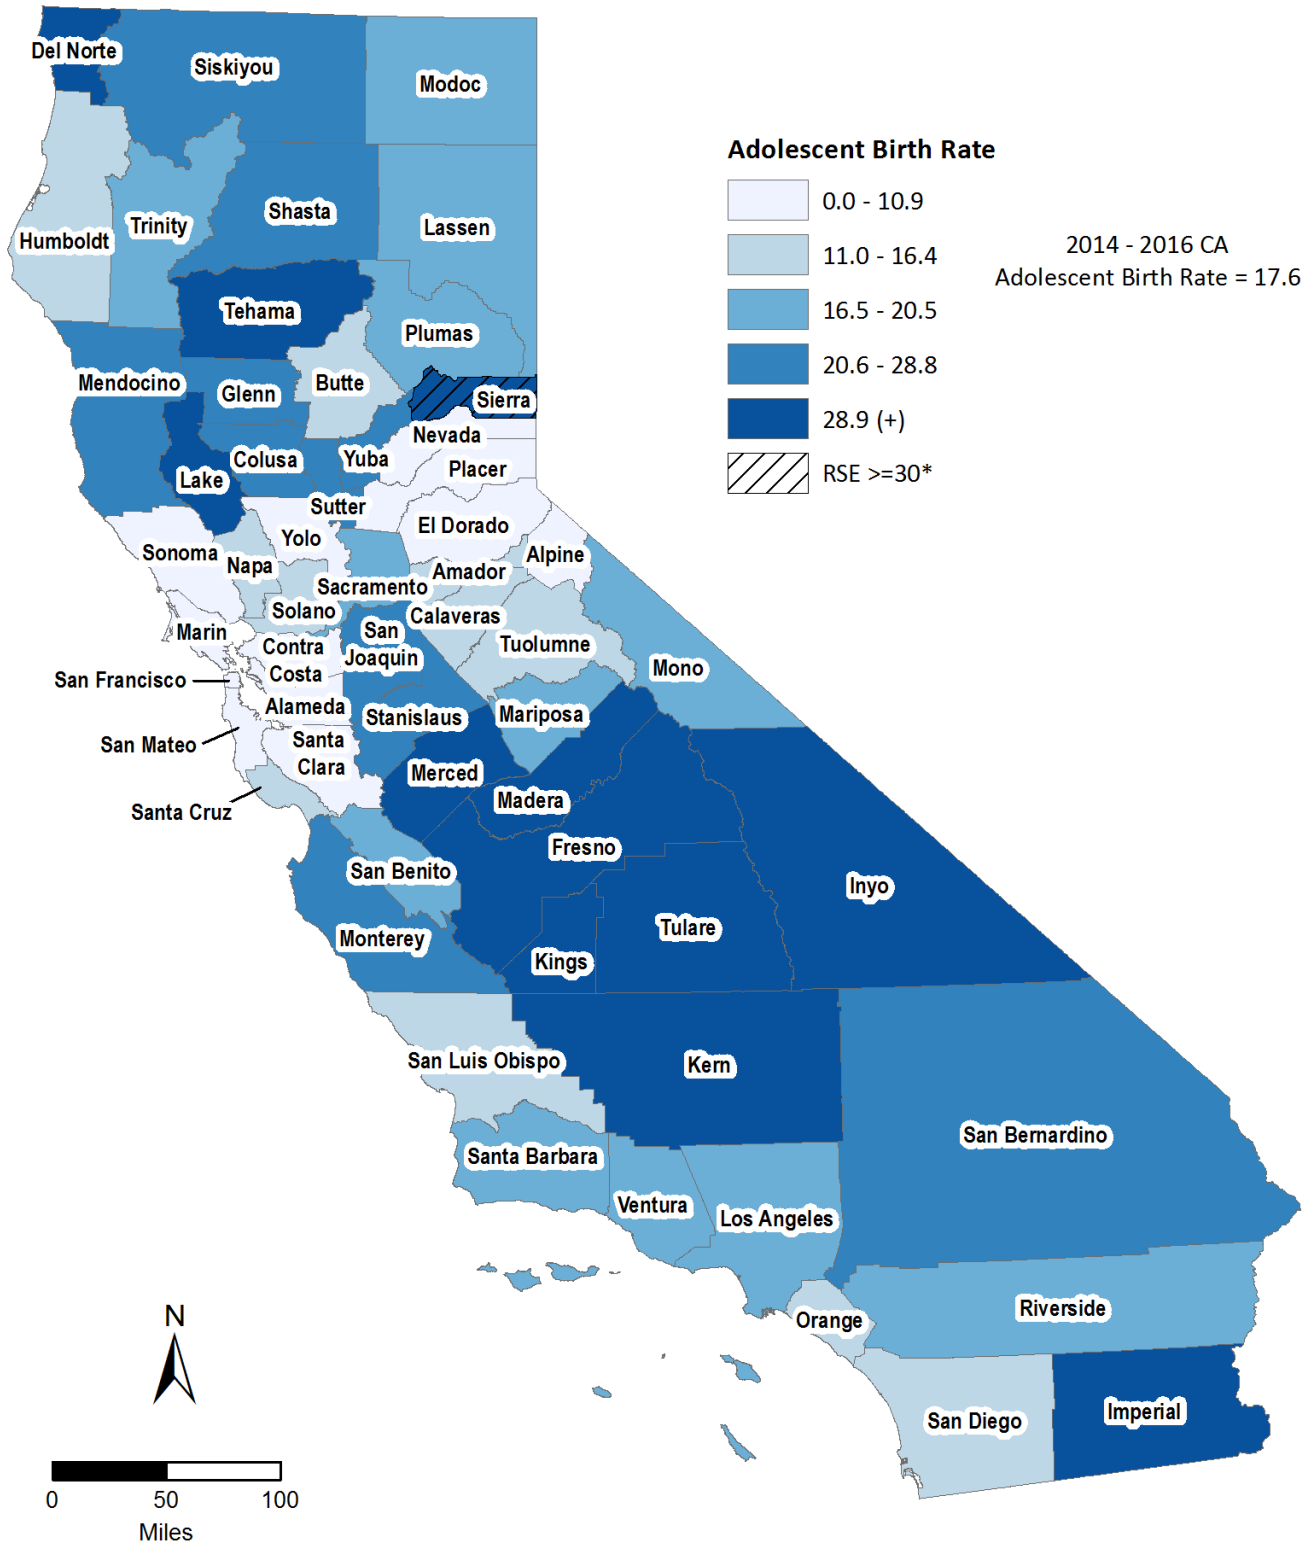 Del Norte
Siskiyou
Modoc
Adolescent Birth Rate
0.0 - 10.9
11.0 - 16.4
16.5 - 20.5
20.6 - 28.8
28.9 (+)
RSE >=30*
2014 - 2016 CA
Adolescent Birth Rate = 17.6
Humboldt
Trinity
Shasta
Lassen
Tehama
Plumas
Mendocino
Glenn
Butte
Sierra
Nevada
Lake
Colusa
Yuba
Placer
Sutter
El Dorado
Sonoma
Yolo
Napa
Alpine
Sacramento
Amador
Solano
Calaveras
Marin
Contra
Costa
San
Joaquin
Tuolumne
Mono
San Francisco
Alameda
Stanislaus
Mariposa
San Mateo
Santa
Clara
Merced
Madera
Santa Cruz
Fresno
San Benito
Inyo
Monterey
Kings
Tulare
San Luis Obispo
Kern
San Bernardino
Santa Barbara
Ventura
Los Angeles
Orange
Riverside
San Diego
Imperial
N
0
50
100
Miles